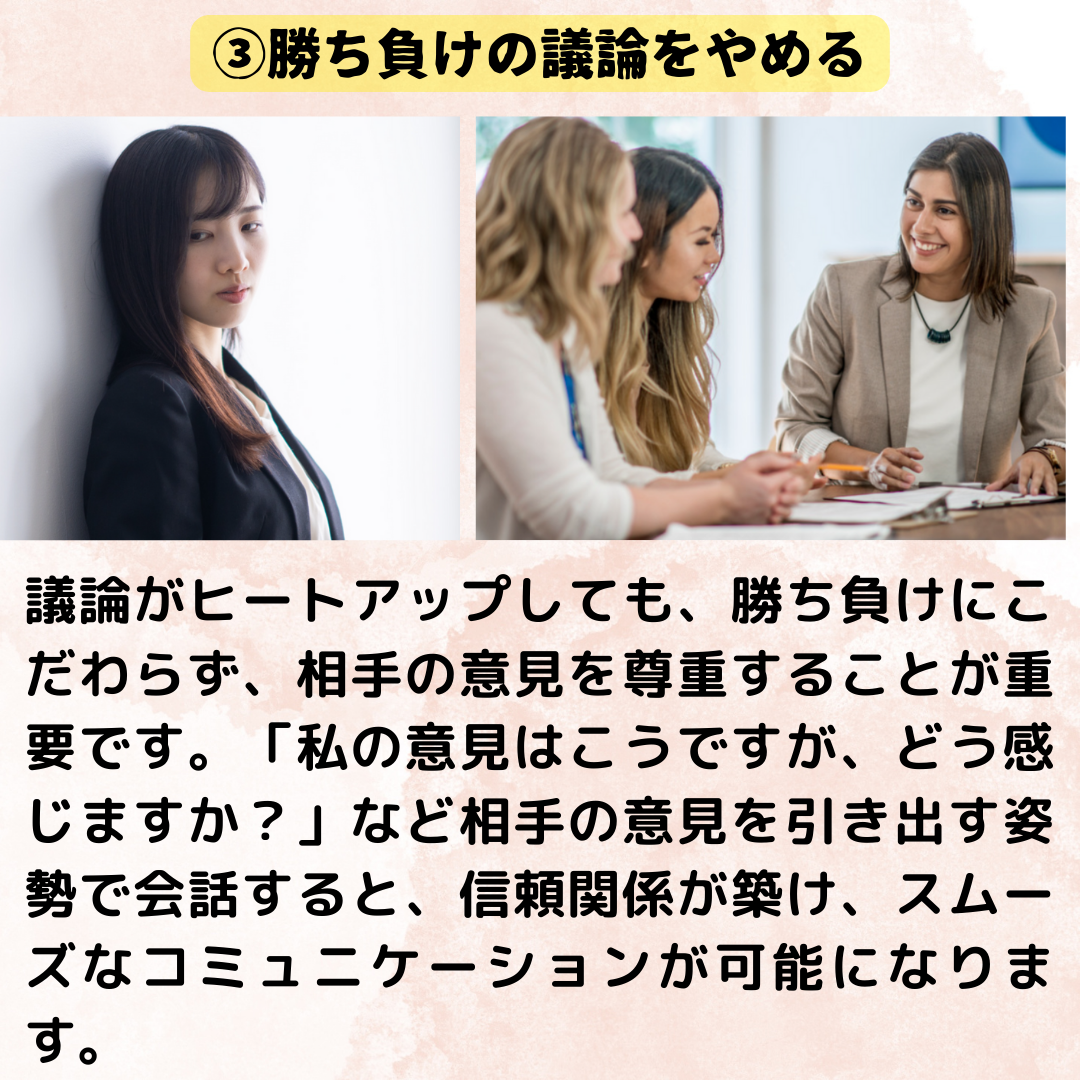 ③勝ち負けの議論をやめる
議論がヒートアップしても、勝ち負けにこ
だわらず、相手の意見を尊重することが重
要です。「私の意見はこうですが、どう感
じますか？」など相手の意見を引き出す姿
勢で会話すると、信頼関係が築け、スムー
ズなコミュニケーションが可能になりま
す。